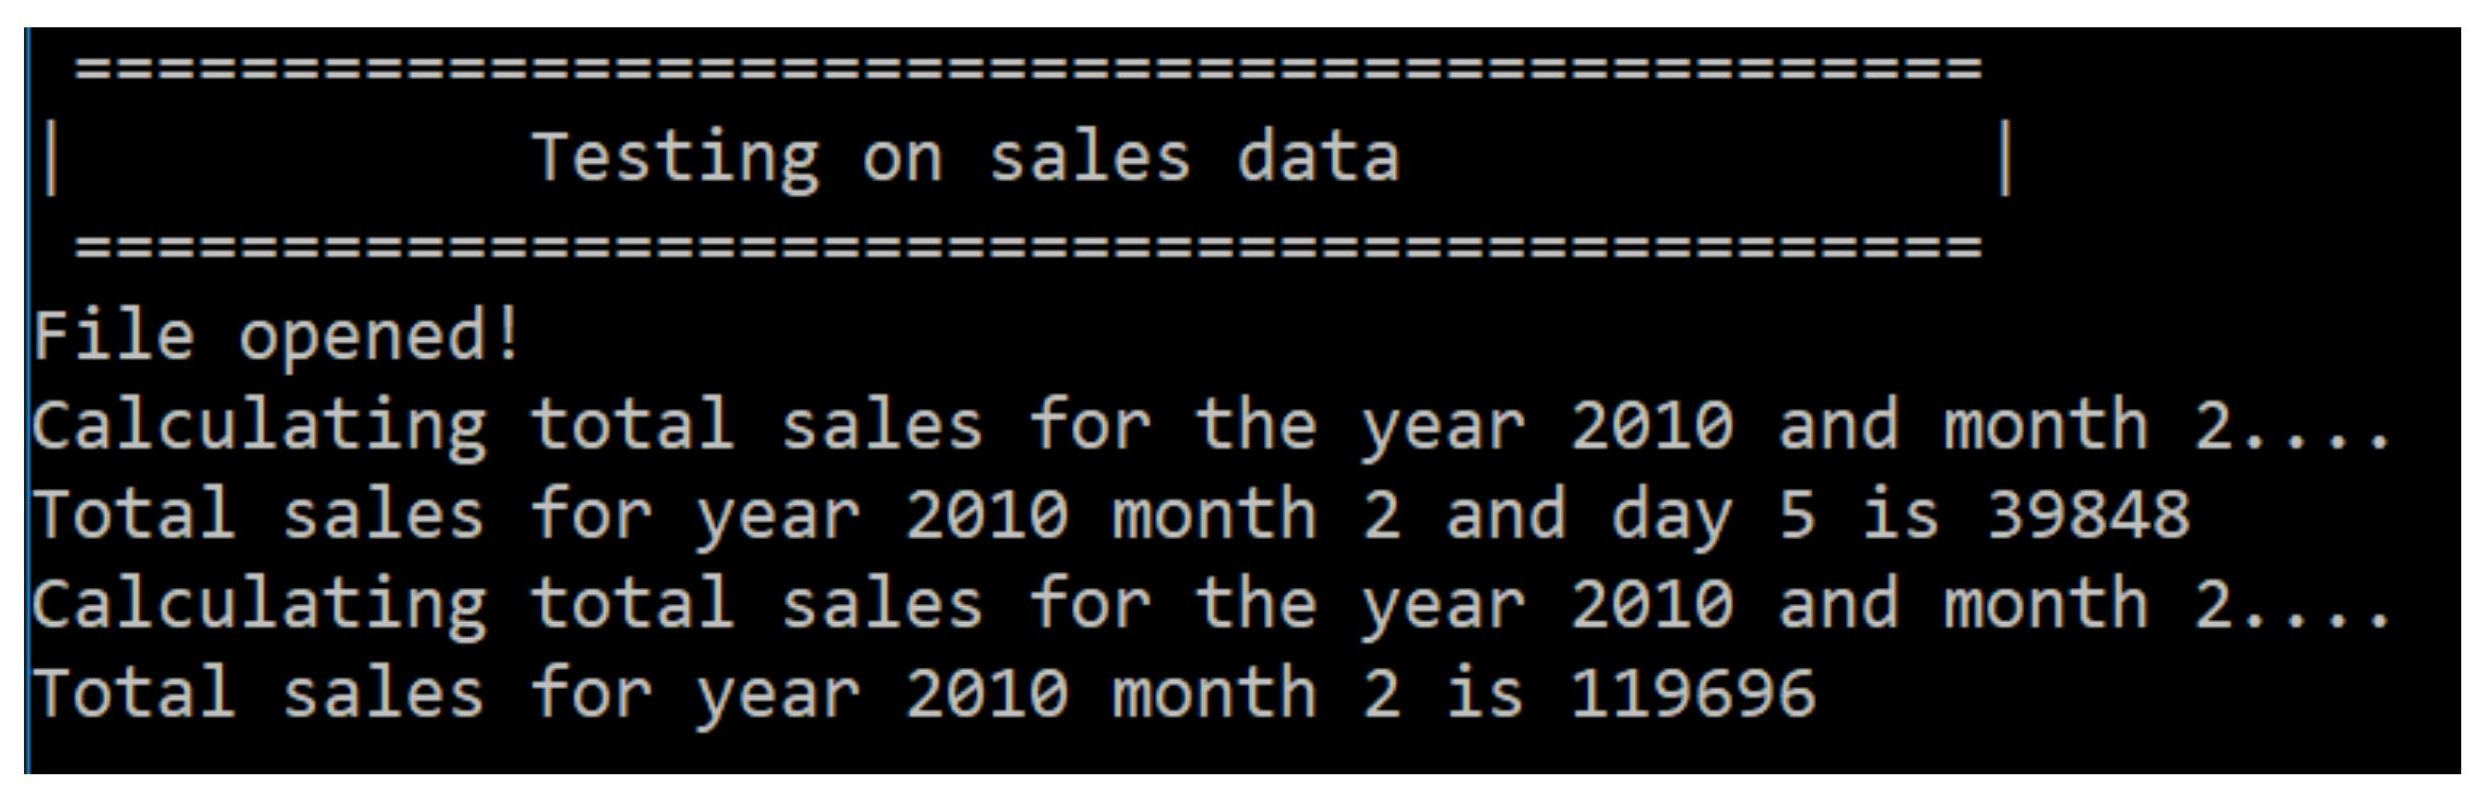 ==============================================
| Testing on sales data |
==============================================
File opened!
Calculating total sales for the year 2010 and month 2....
Total sales for year 2010 month 2 and day 5 is 39848
Calculating total sales for the year 2010 and month 2....
Total sales for year 2010 month 2 is 119696